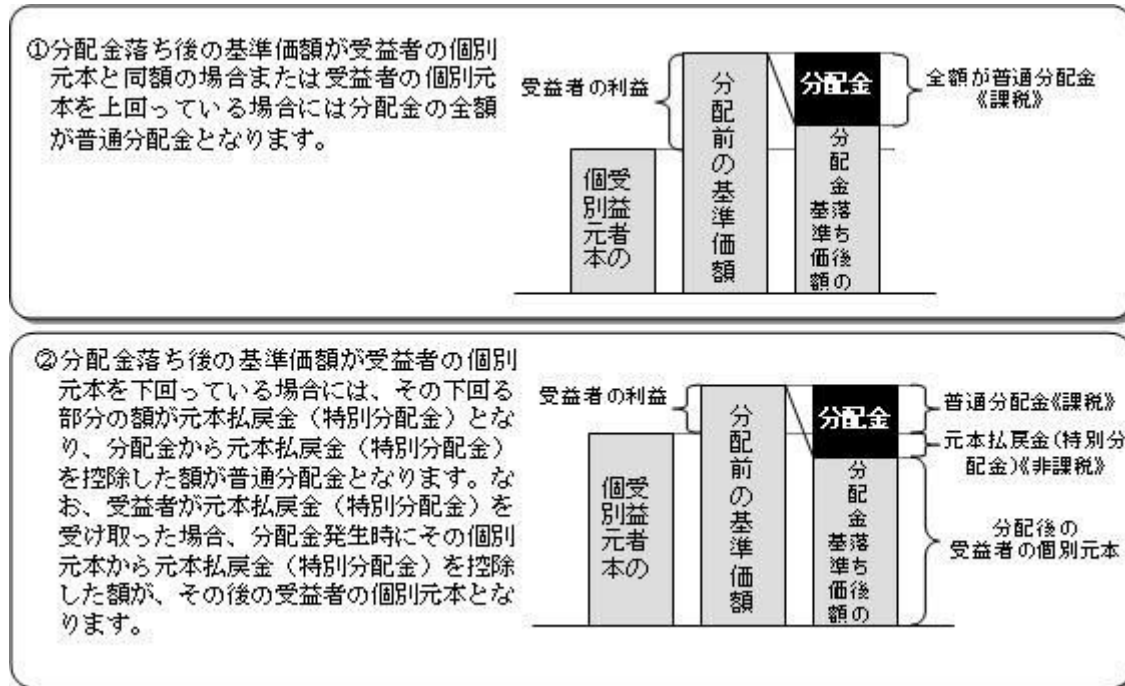 ①分配金落ち後の基準価額が受益者の個別
元本と同額の場合または受益者の個別元
本を上回っている場合には分配金の全額
が普通分配金となります。
受益者の利益
個別元本
受益者の
分配前の基準価額
分配金
基準価額
分配金落ち後の
全額が普通分配金
《課税》
②分配金落ち後の基準価額が受益者の個別
元本を下回っている場合には、その下回る
部分の額が元本払戻金（特別分配金）とな
り、分配金から元本払戻金（特別分配金）
を控除した額が普通分配金となります。な
お、受益者が元本払戻金（特別分配金）を
受け取った場合、分配金発生時にその個別
元本から元本払戻金（特別分配金）を控除
した額が、その後の受益者の個別元本とな
ります。
受益者の利益
受益者の
個別元本
分配前の基準価額
分配金
分配金落ち後の
基準価額
普通分配金《課税》
元本払戻金(特別分
配金)《非課税》
分配後の
受益者の個別元本